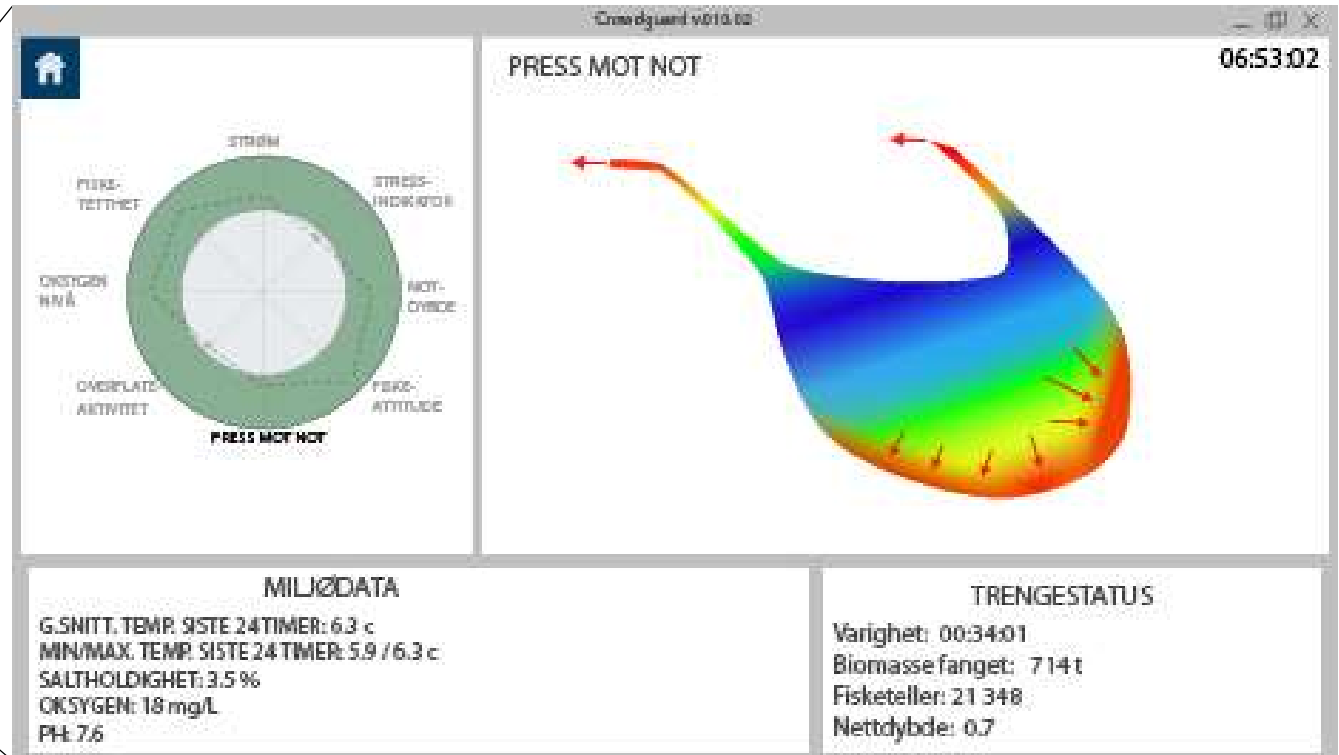 Crowdguard v.010.02
06:53:02
PRESS MOT NOT
STRØM
FISKE-
TETTHET
STRESS-
INDIKATOR
OKSYGEN
NIVÅ
NOT-
DYBDE
OVERFLATE
AKTIVITET
FISKE-
ATTITUDE
PRESS MOT NOT
MILJØDATA
G.SNITT. TEMP. SISTE 24 TIMER: 6.3 c
MIN/MAX. TEMP. SISTE 24 TIMER: 5.9 / 6.3 c
SALTHOLDIGHET: 3.5 %
OKSYGEN: 18 mg/L
PH: 7.6
TRENGESTATUS
Varighet: 00:34:01
Biomasse fanget: 714 t
Fisketeller: 21 348
Nettdybde: 0.7